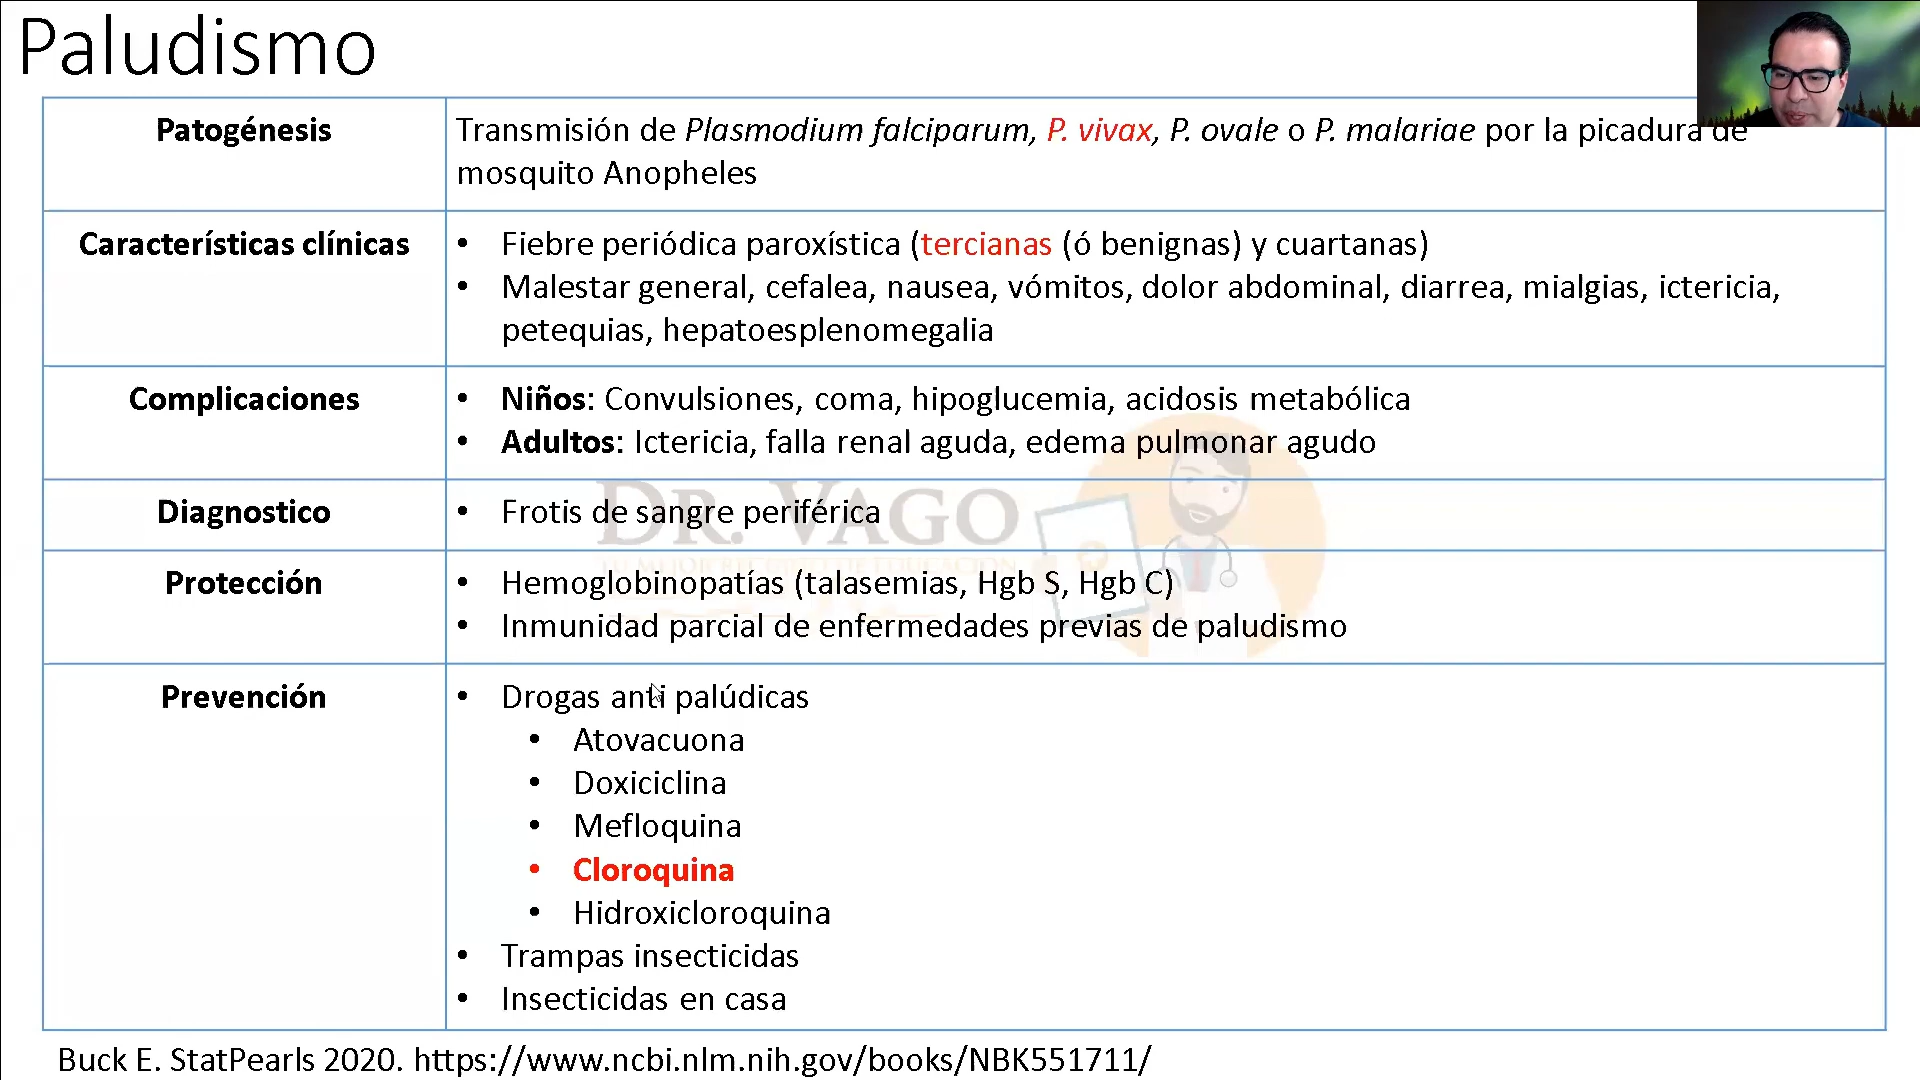 Paludismo
Patogénesis
Transmisión de Plasmodium falciparum, P. vivax, P. ovale o P. malariae por la picadura de
mosquito Anopheles
Características clínicas
• Fiebre periódica paroxística (tercianas (ó benignas) y cuartanas)
• Malestar general, cefalea, nausea, vómitos, dolor abdominal, diarrea, mialgias, ictericia,
petequias, hepatoesplenomegalia
Complicaciones
• Niños: Convulsiones, coma, hipoglucemia, acidosis metabólica
• Adultos: Ictericia, falla renal aguda, edema pulmonar agudo
Diagnostico
• Frotis de sangre periférica
DR. VAGO
Protección
• Hemoglobinopatías (talasemias, Hgb S, Hgb C)
• Inmunidad parcial de enfermedades previas de paludismo
Prevención
• Drogas anti palúdicas
• Atovacuona
• Doxiciclina
• Mefloquina
• Cloroquina
• Hidroxicloroquina
• Trampas insecticidas
• Insecticidas en casa
Buck E. StatPearls 2020. https://www.ncbi.nlm.nih.gov/books/NBK551711/